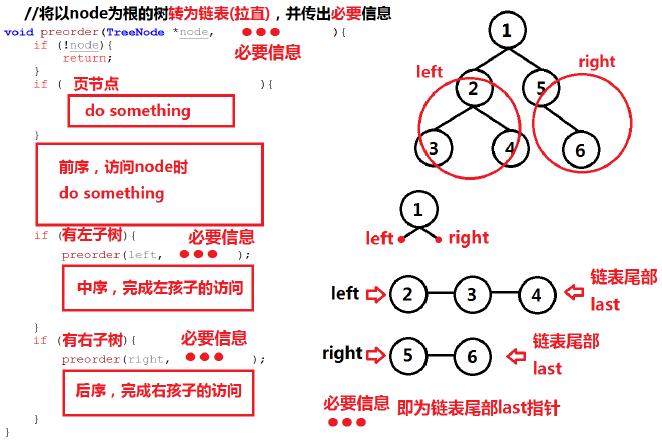 //将以node为根的树转为链表(拉直)，并传出必要信息
void preorder(TreeNode *node, ●●● ){
必要信息
if (!node){
return;
}
if ( 页节点 ){
do something
}
前序，访问node时
do something
if (有左子树){
必要信息
preorder(left, ●●● );
中序，完成左孩子的访问
}
if (有右子树){
必要信息
preorder(right, ●●● );
后序，完成右孩子的访问
}
}
1
left
right
2
5
3
4
6
1
left
right
left
2
3
4
链表尾部
last
right
5
6
链表尾部
last
必要信息 即为链表尾部last指针
●●●